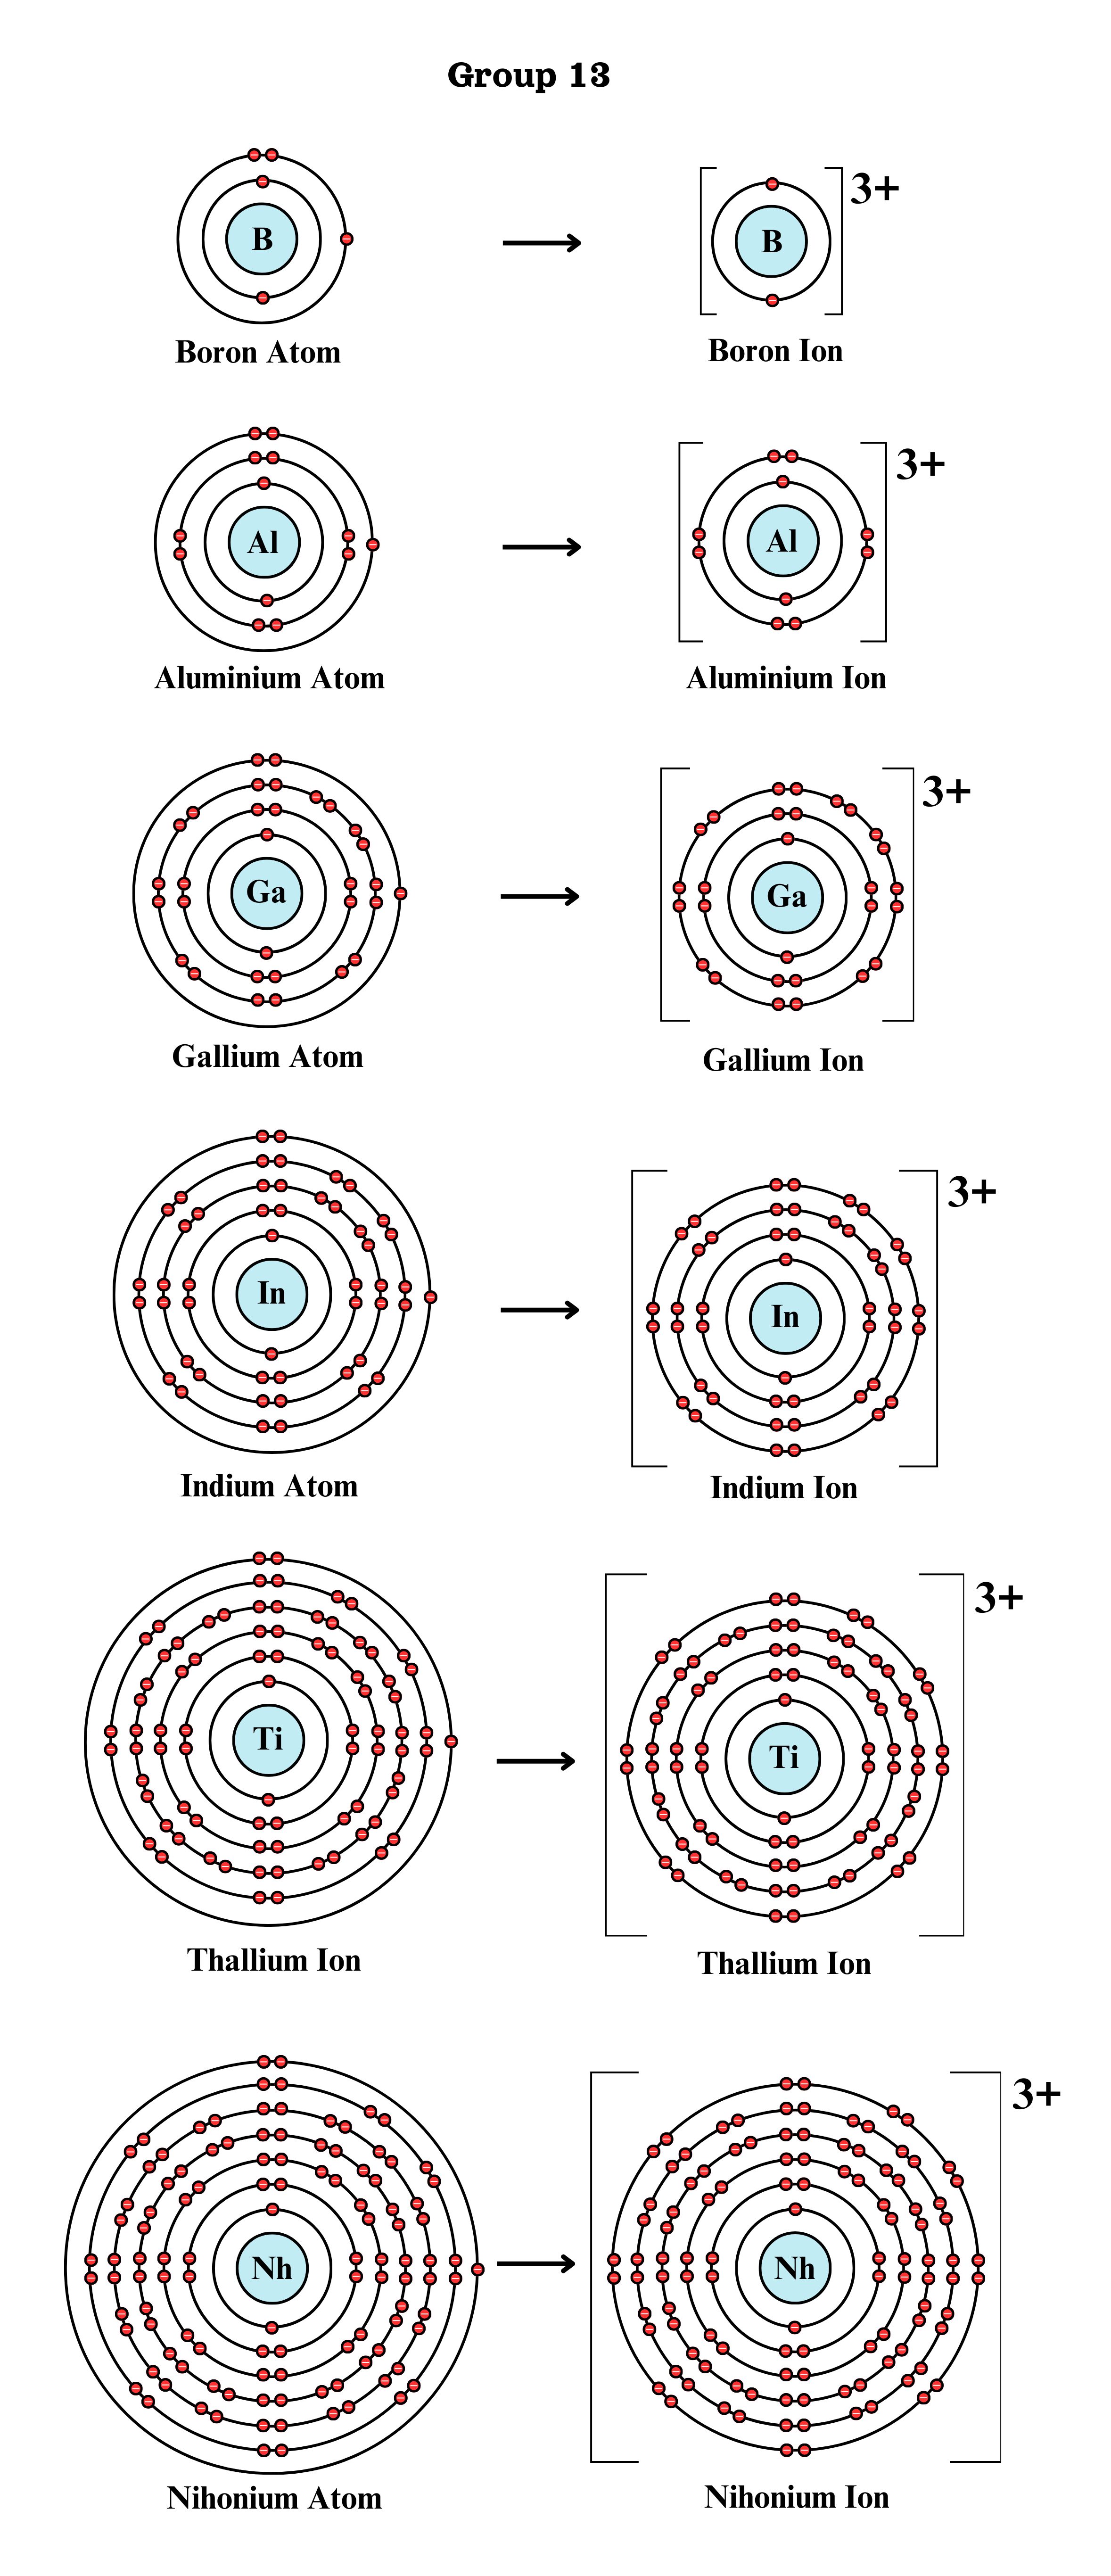 Group 13
B
B
3+
Boron Atom
Boron Ion
Al
Al
3+
Aluminium Atom
Aluminium Ion
Ga
Ga
3+
Gallium Atom
Gallium Ion
In
In
3+
Indium Atom
Indium Ion
Ti
Ti
3+
Thallium Ion
Thallium Ion
Nh
Nh
3+
Nihonium Atom
Nihonium Ion